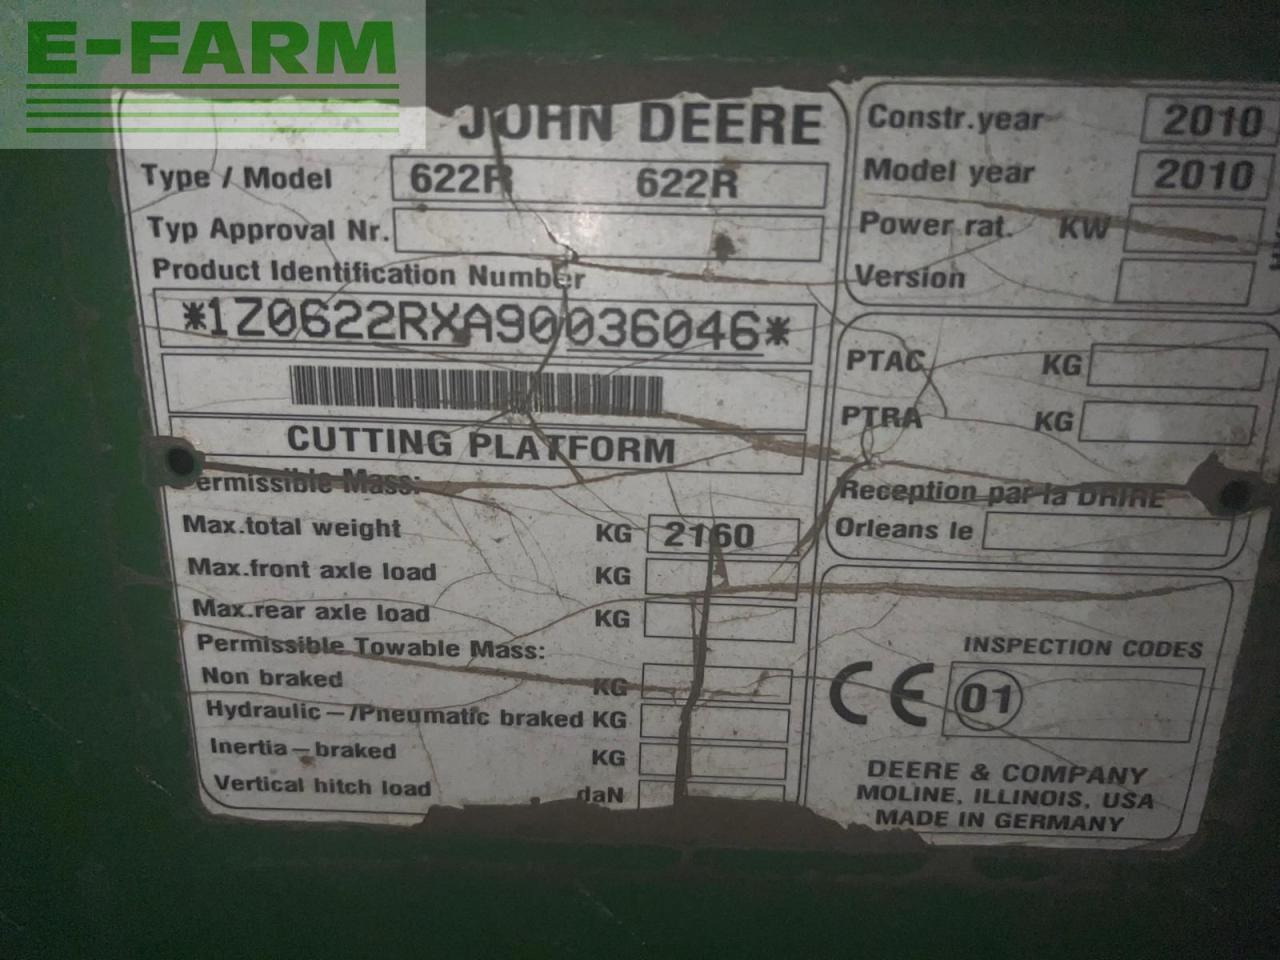 E-FARM
JOHN DEERE
Type / Model 622R 622R
Typ Approval Nr.
Product Identification Number
*1Z0622RXA90036046*
CUTTING PLATFORM
Permissible Mass:
Max.total weight KG 2160
Max.front axle load KG
Max.rear axle load KG
Permissible Towable Mass:
Non braked KG
Hydraulic-/Pneumatic braked KG
Inertia-braked KG
Vertical hitch load daN
Constr.year 2010
Model year 2010
Power rat. KW
Version
PTAC KG
PTRA KG
Reception par la DRIRE
Orleans le
INSPECTION CODES
CE 01
DEERE & COMPANY
MOLINE, ILLINOIS, USA
MADE IN GERMANY